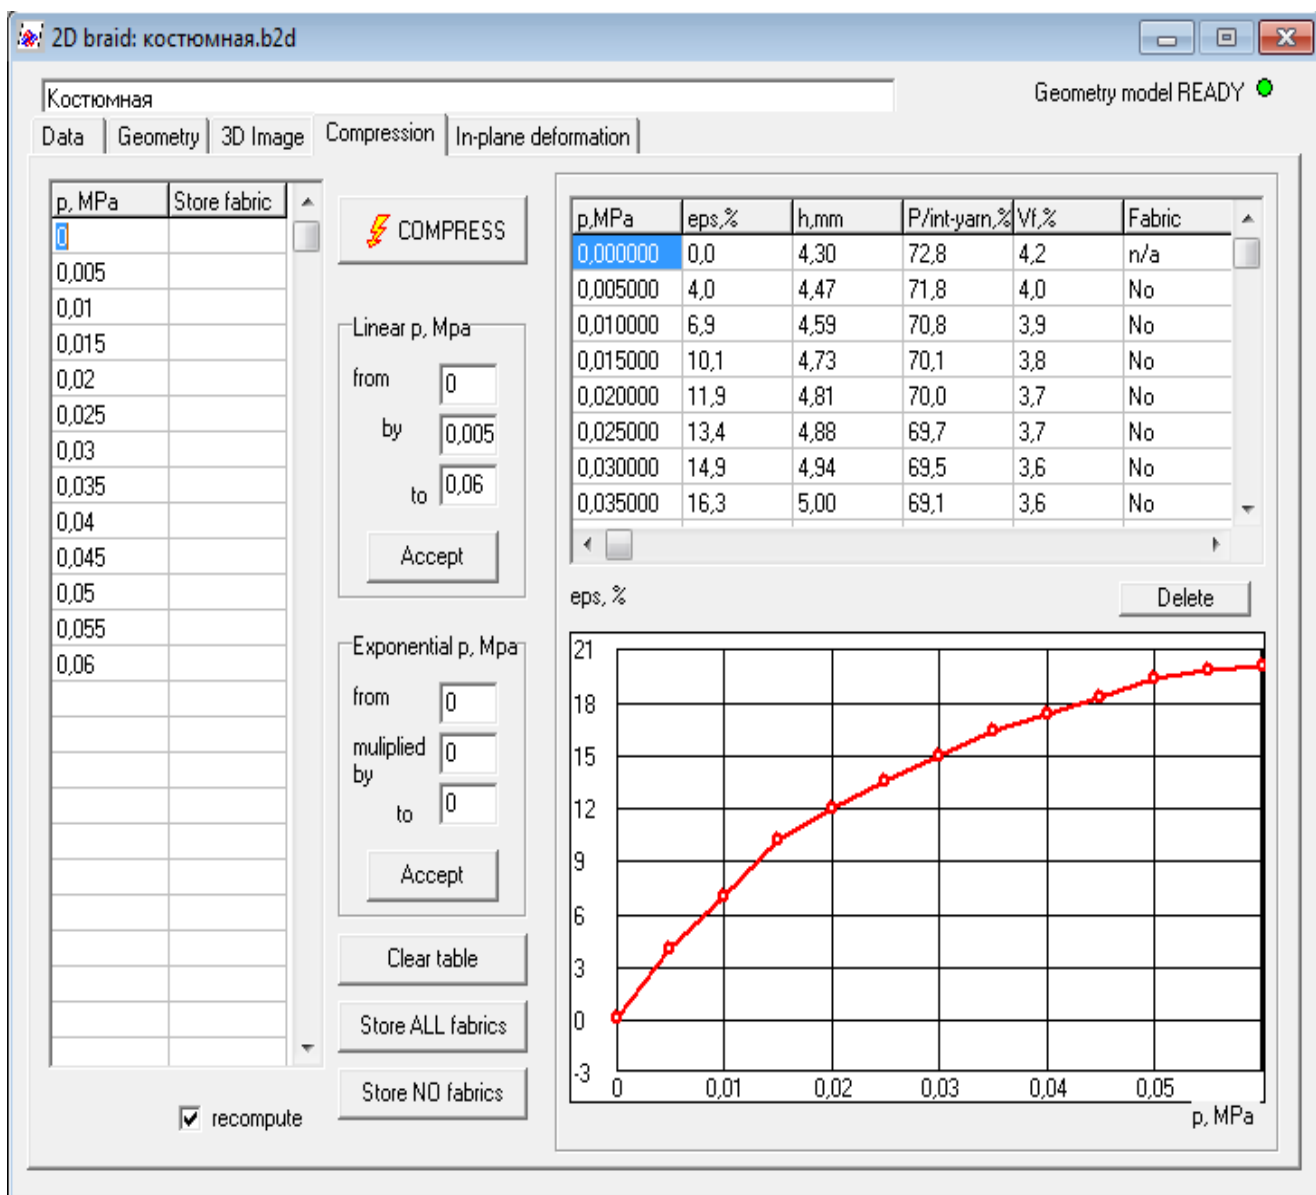 2D braid: костюмная.b2d
Костюмная
Geometry model READY
Data Geometry 3D Image Compression In-plane deformation
p, MPa Store fabric
0
0,005
0,01
0,015
0,02
0,025
0,03
0,035
0,04
0,045
0,05
0,055
0,06
recompute
COMPRESS
Linear p, Mpa
from 0
by 0,005
to 0,06
Accept
Exponential p, Mpa
from 0
muliplied 0
by
to 0
Accept
Clear table
Store ALL fabrics
Store NO fabrics
p,MPa eps,% h,mm P/int-yarn,% Vf,% Fabric
0,000000 0,0 4,30 72,8 4,2 n/a
0,005000 4,0 4,47 71,8 4,0 No
0,010000 6,9 4,59 70,8 3,9 No
0,015000 10,1 4,73 70,1 3,8 No
0,020000 11,9 4,81 70,0 3,7 No
0,025000 13,4 4,88 69,7 3,7 No
0,030000 14,9 4,94 69,5 3,6 No
0,035000 16,3 5,00 69,1 3,6 No
eps, %
Delete
21
18
15
12
9
6
3
0
-3
0 0,01 0,02 0,03 0,04 0,05
p, MPa